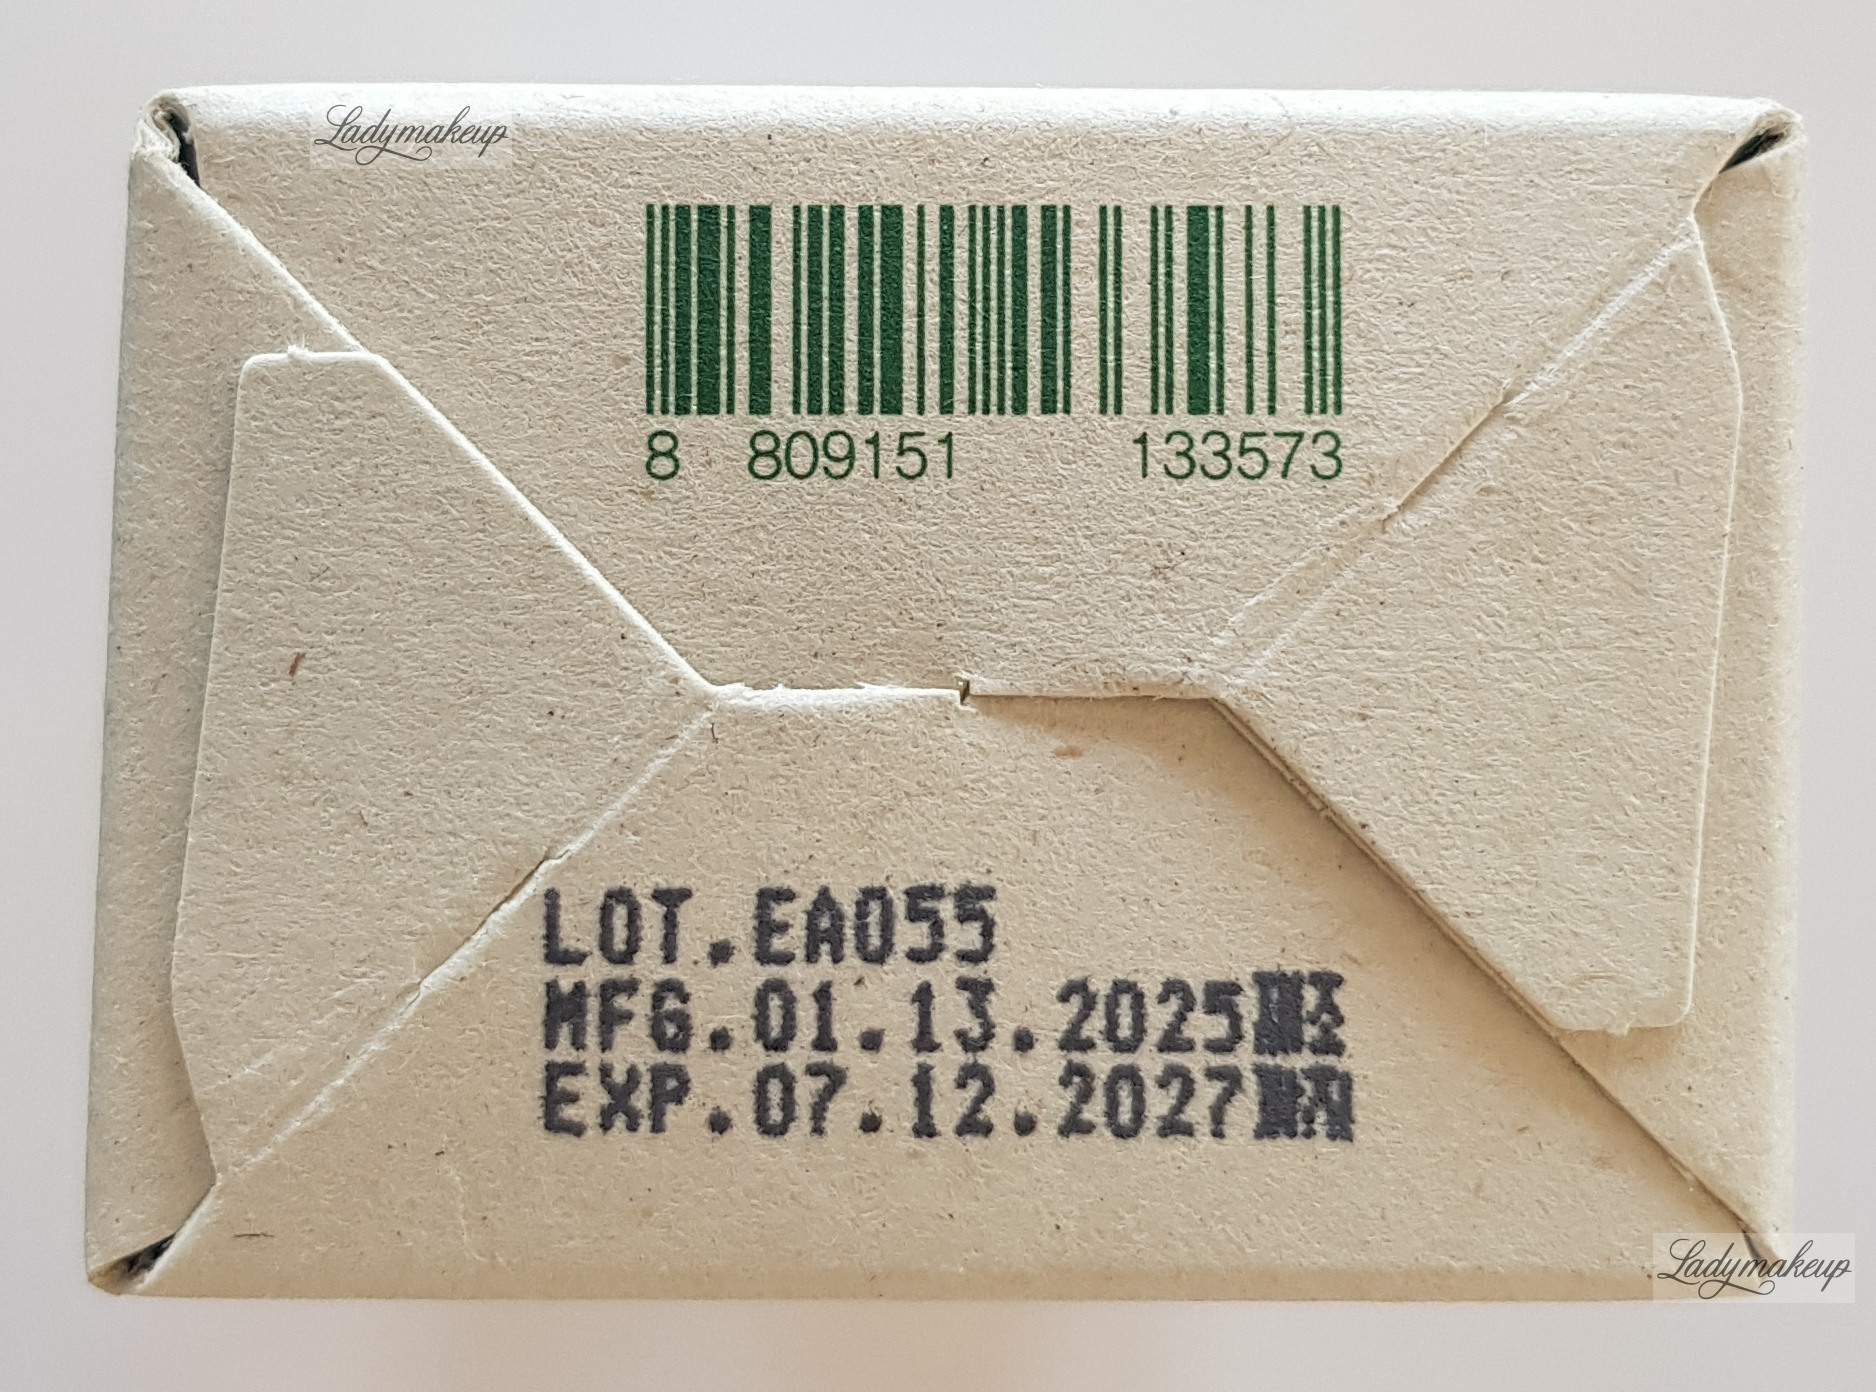 Ladymakeup
8 809151 133573
LOT.EA055
MFG.01.13.2025
EXP.07.12.2027
Ladymakeup